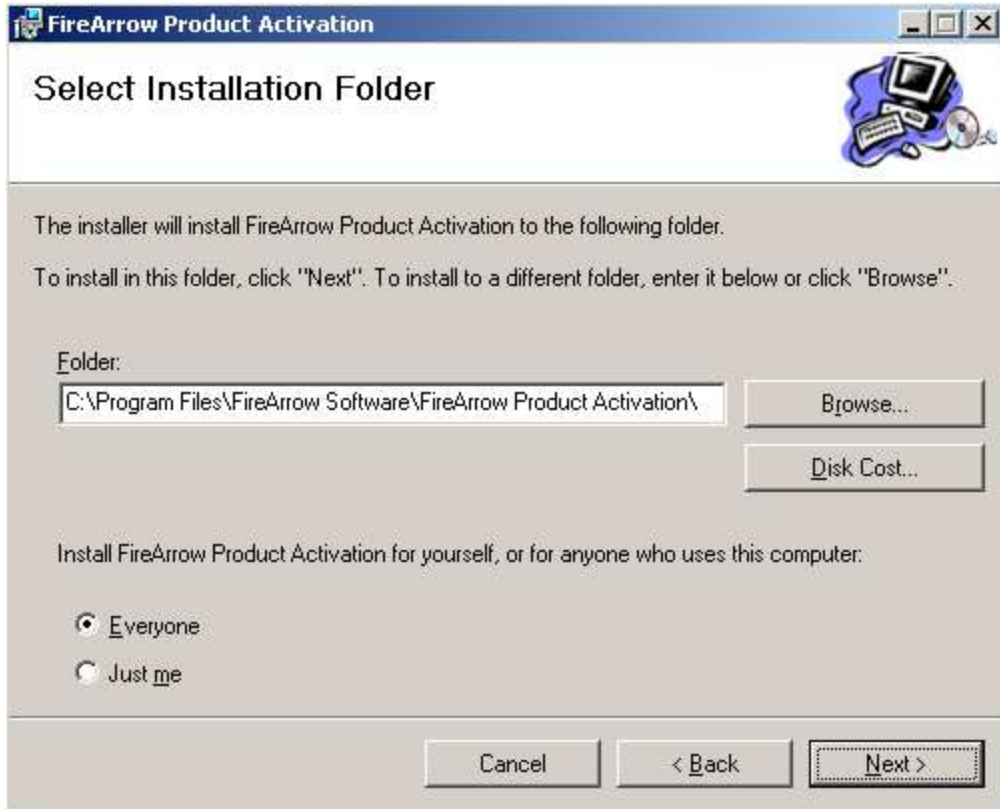 FireArrow Product Activation
Select Installation Folder
The installer will install FireArrow Product Activation to the following folder.
To install in this folder, click "Next". To install to a different folder, enter it below or click "Browse".
Folder:
C:\Program Files\FireArrow Software\FireArrow Product Activation\
Browse...
Disk Cost...
Install FireArrow Product Activation for yourself, or for anyone who uses this computer:
Everyone
Just me
Cancel
< Back
Next >